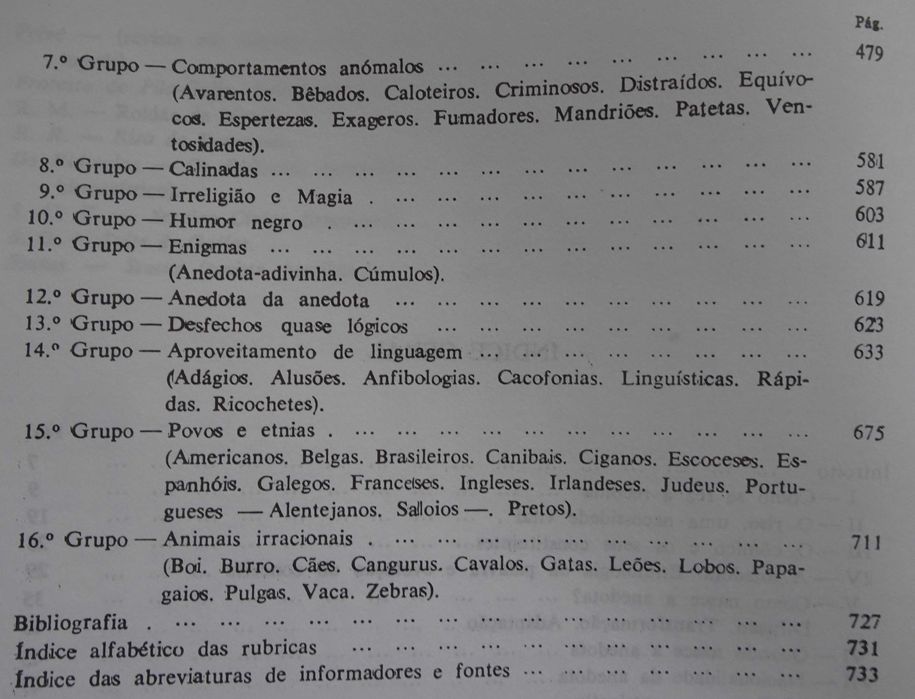 Pág.
7.º Grupo — Comportamentos anómalos ... ... ... ... ... ... ... ... ... 479
(Avarentos. Bêbados. Caloteiros. Criminosos. Distraídos. Equívo-
cos. Espertezas. Exageros. Fumadores. Mandriões. Patetas. Ven-
tosidades).
8.º Grupo — Calinadas ... ... ... ... ... ... ... ... ... ... ... ... ... 581
9.º Grupo — Irreligião e Magia . ... ... ... ... ... ... ... ... ... ... 587
10.º Grupo — Humor negro . ... ... ... ... ... ... ... ... ... ... ... 603
11.º Grupo — Enigmas ... ... ... ... ... ... ... ... ... ... ... ... ... 611
(Anedota-adivinha. Cúmulos).
12.º Grupo — Anedota da anedota ... ... ... ... ... ... ... ... ... ... 619
13.º Grupo — Desfechos quase lógicos ... ... ... ... ... ... ... ... ... 623
14.º Grupo — Aproveitamento de linguagem ... ... ... ... ... ... ... ... 633
(Adágios. Alusões. Anfibologias. Cacofonias. Linguísticas. Rápi-
das. Ricochetes).
15.º Grupo — Povos e etnias . ... ... ... ... ... ... ... ... ... ... ... 675
(Americanos. Belgas. Brasileiros. Canibais. Ciganos. Escoceses. Es-
panhóis. Galegos. Franceses. Ingleses. Irlandeses. Judeus. Portu-
gueses — Alentejanos. Saloios —. Pretos).
16.º Grupo — Animais irracionais . ... ... ... ... ... ... ... ... ... ... 711
(Boi. Burro. Cães. Cangurus. Cavalos. Gatas. Leões. Lobos. Papa-
gaios. Pulgas. Vaca. Zebras).
Bibliografia . ... ... ... ... ... ... ... ... ... ... ... ... ... ... ... 727
Índice alfabético das rubricas ... ... ... ... ... ... ... ... ... ... ... 731
Índice das abreviaturas de informadores e fontes ... ... ... ... ... ... ... 733